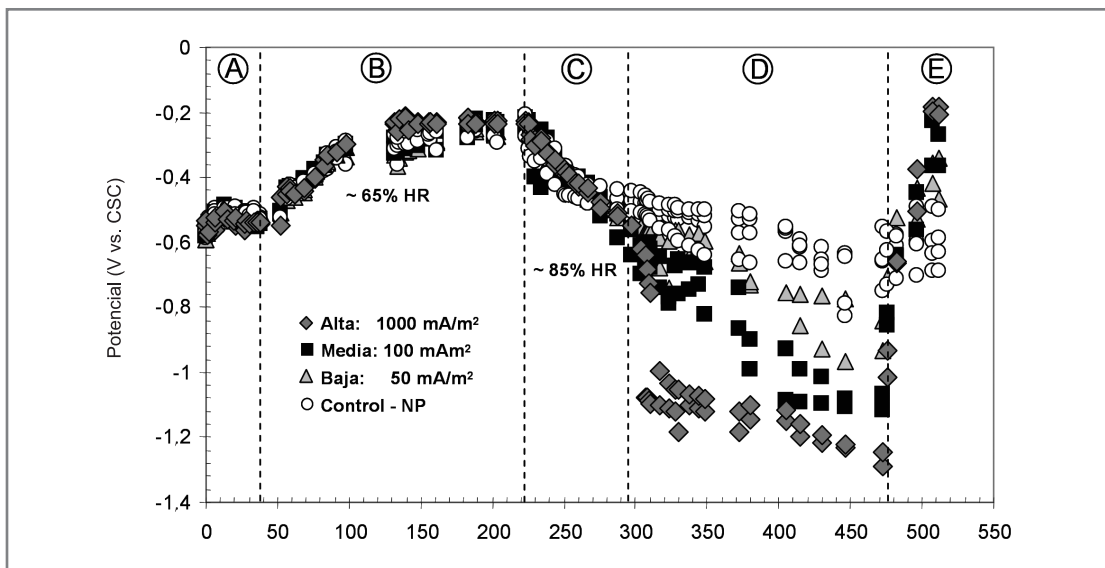 0
-0,2
-0,4
-0,6
-0,8
-1
-1.2
-1,4
Potencial (V vs. CSC)
A B C D E
~ 65% HR
~ 85% HR
Alta: 1000 mA/m²
Media: 100 mAm²
Baja: 50 mA/m²
Control - NP
0 50 100 150 200 250 300 350 400 450 500 550